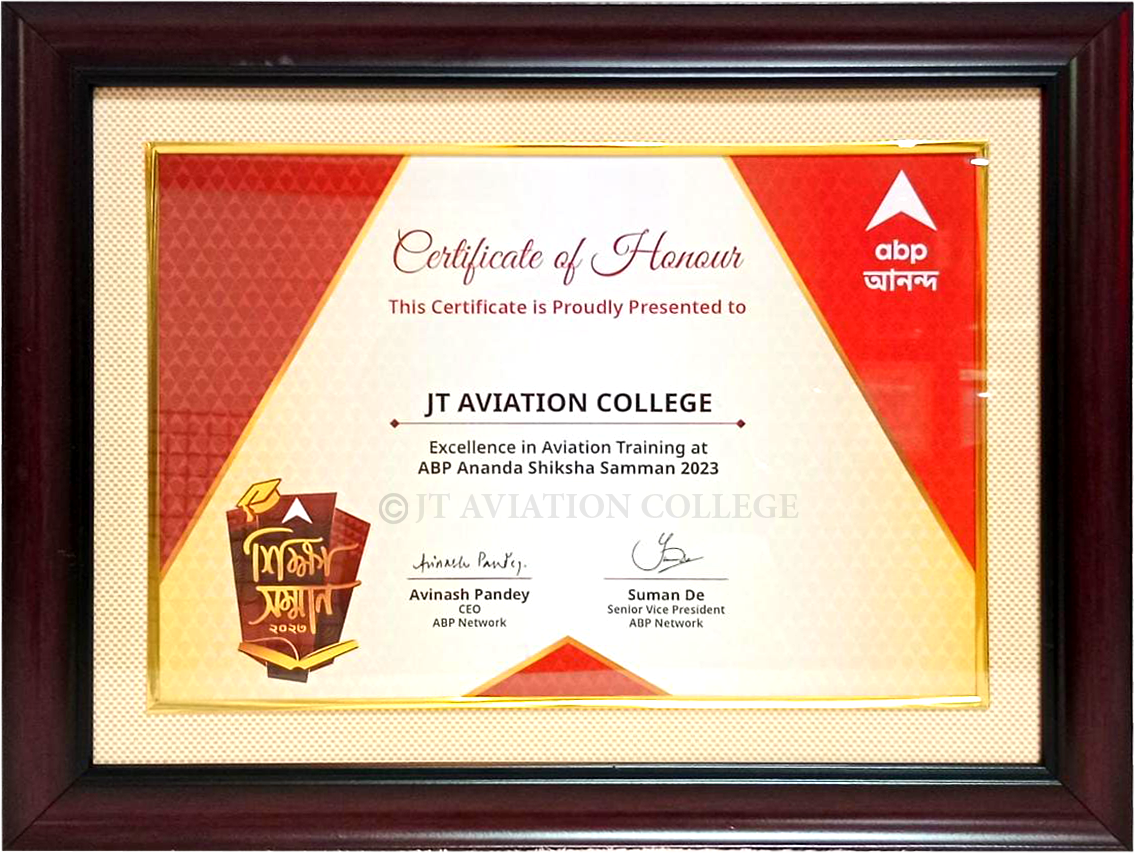 Certificate of Honour
This Certificate is Proudly Presented to
abp
আনন্দ
JT AVIATION COLLEGE
Excellence in Aviation Training at
ABP Ananda Shiksha Samman 2023
© JT AVIATION COLLEGE
শিক্ষা
সম্মান
২০২৩
Avinash Pandey
Avinash Pandey
CEO
ABP Network
Suman De
Senior Vice President
ABP Network